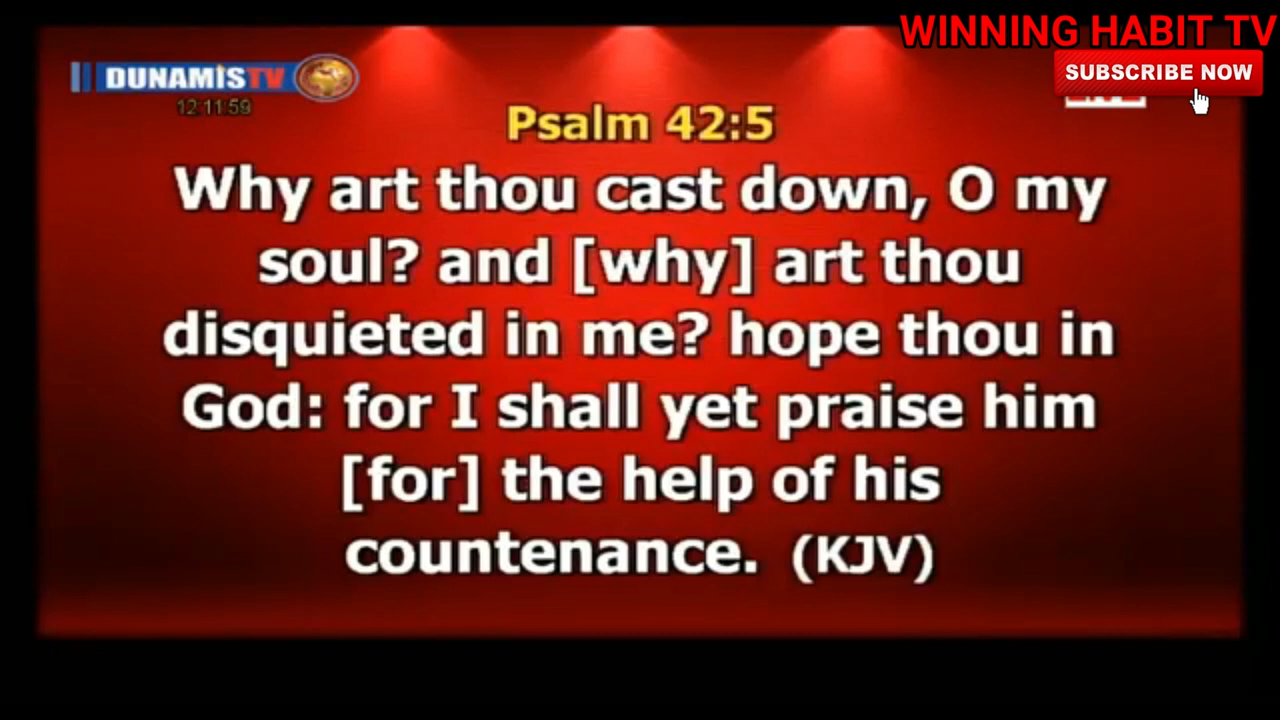 WINNING HABIT TV
SUBSCRIBE NOW
DUNAMISTV
12:11:59
Psalm 42:5
Why art thou cast down, O my
soul? and [why] art thou
disquieted in me? hope thou in
God: for I shall yet praise him
[for] the help of his
countenance. (KJV)